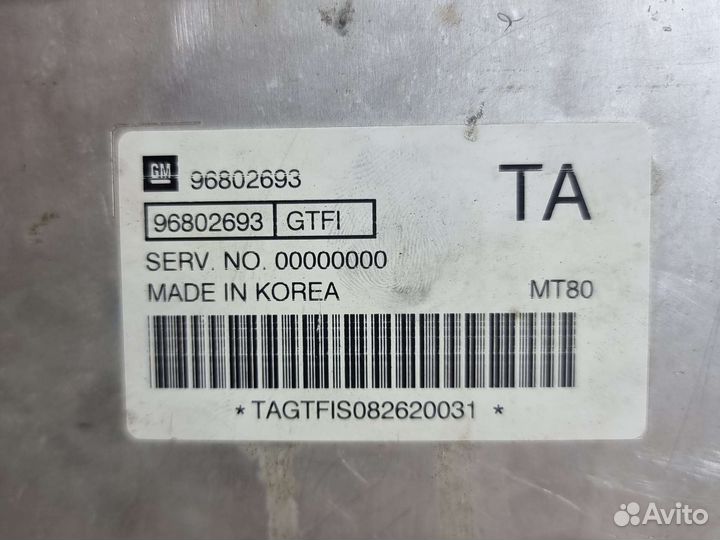 GM 96802693
TA
96802693 GTFI
SERV. NO. 00000000
MADE IN KOREA
MT80
* TAGTFIS082620031 *
Avito